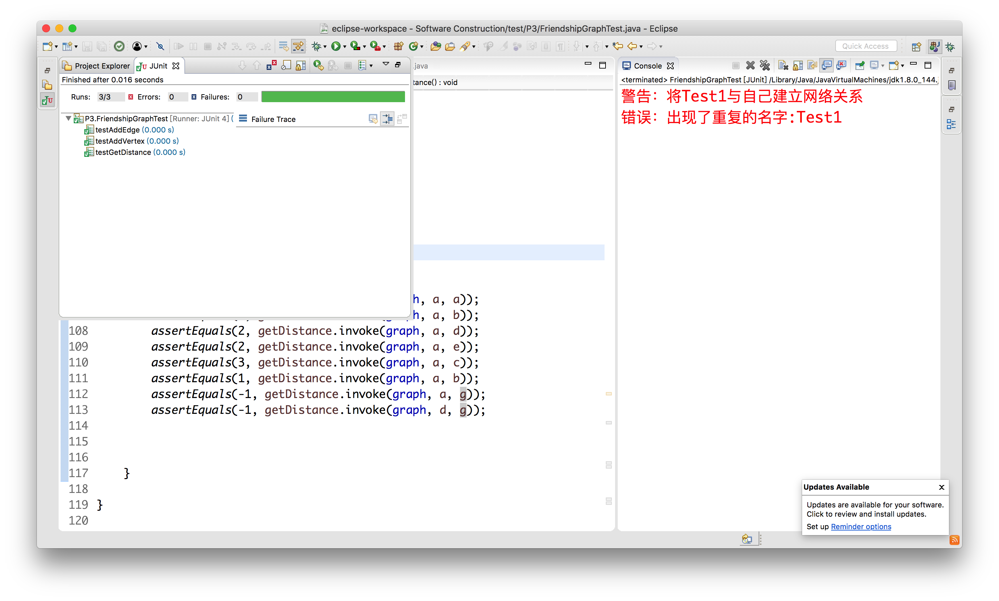 eclipse-workspace - Software Construction/test/P3/FriendshipGraphTest.java - Eclipse
Quick Access
Project Explorer
JUnit
Finished after 0.016 seconds
Runs: 3/3 Errors: 0 Failures: 0
P3.FriendshipGraphTest [Runner: JUnit 4] (
testAddEdge (0.000 s)
testAddVertex (0.000 s)
testGetDistance (0.000 s)
Failure Trace
.java
tance() : void
h, a, a));
h, a, b));
108 assertEquals(2, getDistance.invoke(graph, a, d));
109 assertEquals(2, getDistance.invoke(graph, a, e));
110 assertEquals(3, getDistance.invoke(graph, a, c));
111 assertEquals(1, getDistance.invoke(graph, a, b));
112 assertEquals(-1, getDistance.invoke(graph, a, g));
113 assertEquals(-1, getDistance.invoke(graph, d, g));
114
115
116
117 }
118
119 }
120
Console
<terminated> FriendshipGraphTest [JUnit] /Library/Java/JavaVirtualMachines/jdk1.8.0_144.
警告：将Test1与自己建立网络关系
错误：出现了重复的名字:Test1
Updates Available
Updates are available for your software.
Click to review and install updates.
Set up Reminder options